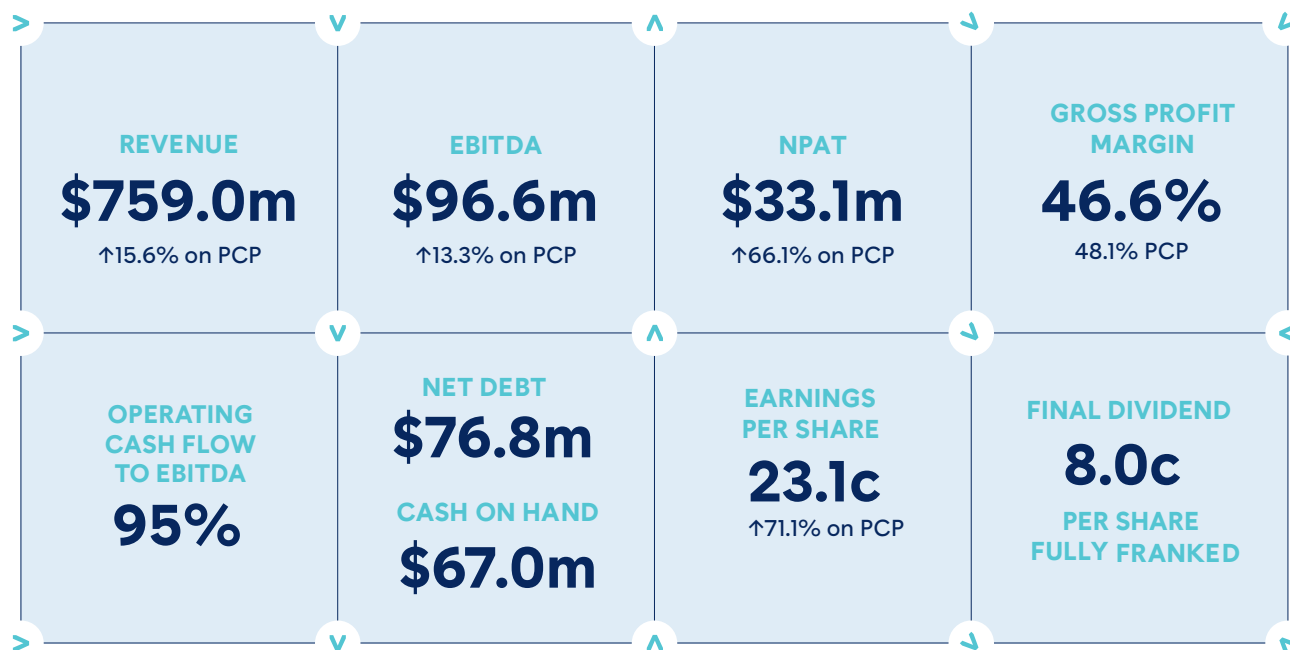 REVENUE
$759.0m
↑15.6% on PCP
EBITDA
$96.6m
↑13.3% on PCP
NPAT
$33.1m
↑66.1% on PCP
GROSS PROFIT
MARGIN
46.6%
48.1% PCP
OPERATING
CASH FLOW
TO EBITDA
95%
NET DEBT
$76.8m
CASH ON HAND
$67.0m
EARNINGS
PER SHARE
23.1c
↑71.1% on PCP
FINAL DIVIDEND
8.0c
PER SHARE
FULLY FRANKED